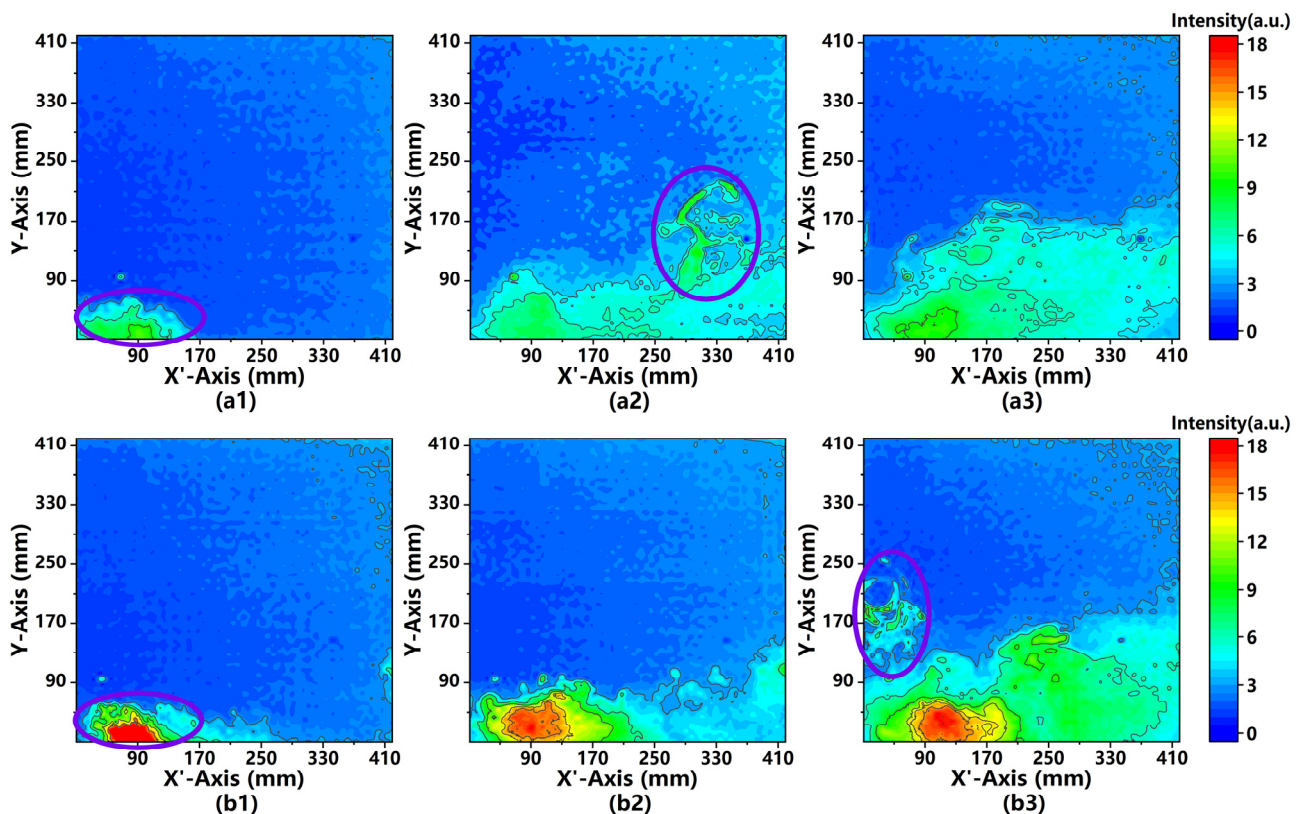 Intensity(a.u.)
Y-Axis (mm)
410
330
250
170
90
90 170 250 330 410
X'-Axis (mm)
(a1)
Y-Axis (mm)
410
330
250
170
90
90 170 250 330 410
X'-Axis (mm)
(a2)
Y-Axis (mm)
410
330
250
170
90
90 170 250 330 410
X'-Axis (mm)
(a3)
18
15
12
9
6
3
0
Intensity(a.u.)
Y-Axis (mm)
410
330
250
170
90
90 170 250 330 410
X'-Axis (mm)
(b1)
Y-Axis (mm)
410
330
250
170
90
90 170 250 330 410
X'-Axis (mm)
(b2)
Y-Axis (mm)
410
330
250
170
90
90 170 250 330 410
X'-Axis (mm)
(b3)
18
15
12
9
6
3
0